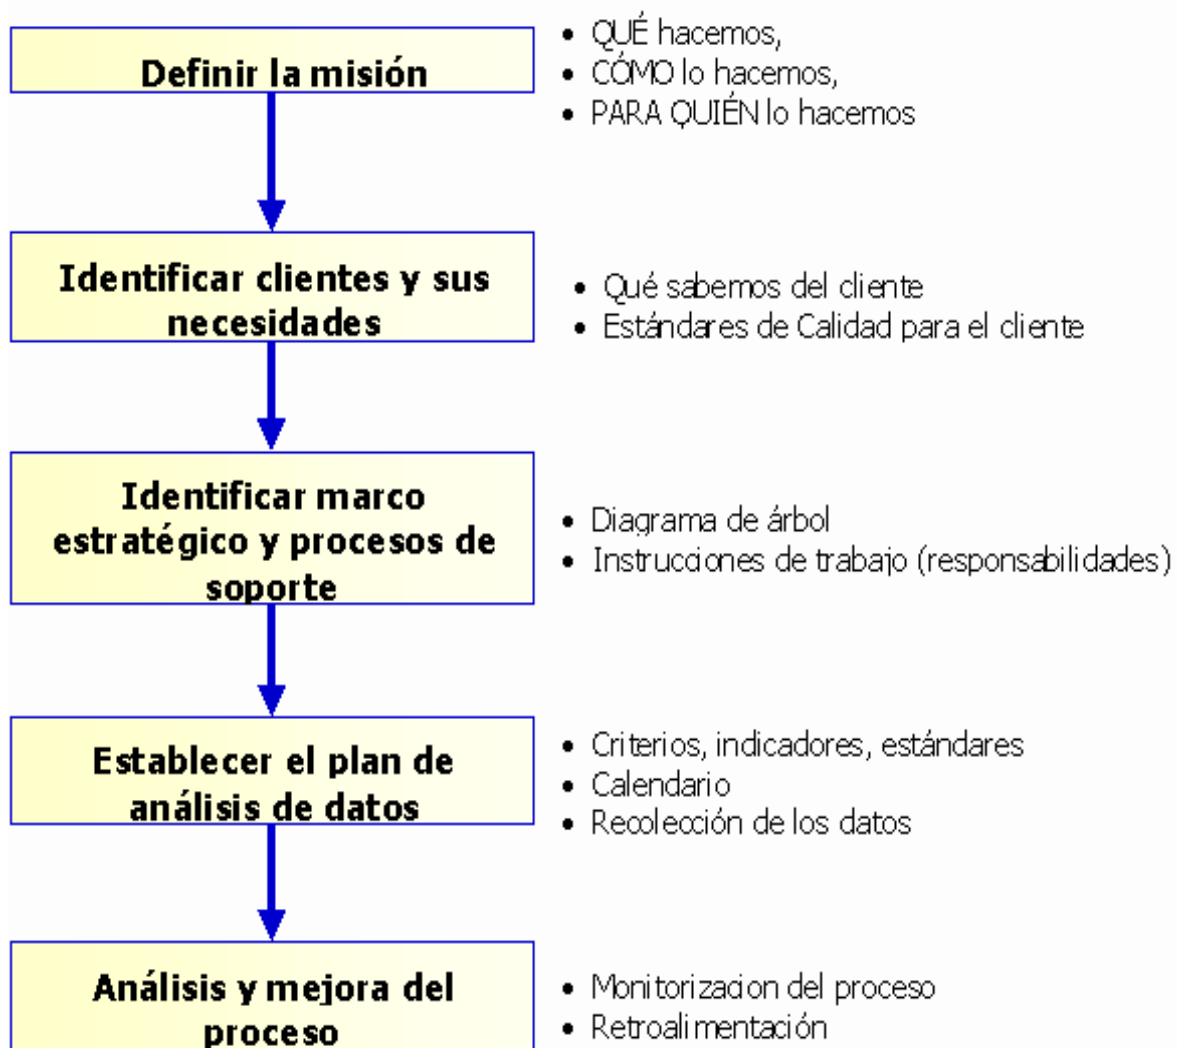 Definir la misión
• QUÉ hacemos,
• CÓMO lo hacemos,
• PARA QUIÉN lo hacemos
Identificar clientes y sus
necesidades
• Qué sabemos del cliente
• Estándares de Calidad para el cliente
Identificar marco
estratégico y procesos de
soporte
• Diagrama de árbol
• Instrucciones de trabajo (responsabilidades)
Establecer el plan de
análisis de datos
• Criterios, indicadores, estándares
• Calendario
• Recolección de los datos
Análisis y mejora del
proceso
• Monitorizacion del proceso
• Retroalimentación